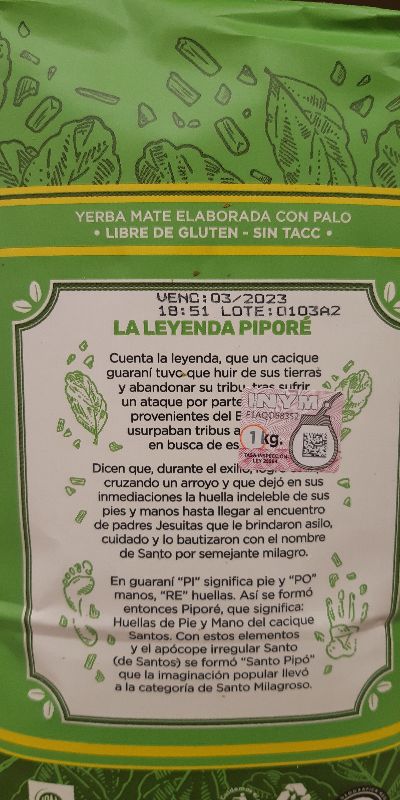 YERBA MATE ELABORADA CON PALO
• LIBRE DE GLUTEN - SIN TACC •
VENC:03/2023
18:51 LOTE:0103A2
LA LEYENDA PIPORÉ
Cuenta la leyenda, que un cacique
guaraní tuvo que huir de sus tierras
y abandonar su tribu tras sufrir
un ataque por parte
provenientes del
usurpaban tribus a
en busca de es
INYM
1 kg.
TASA INSPECCIÓN
Dicen que, durante el exilio,
cruzando un arroyo y que dejó en sus
inmediaciones la huella indeleble de sus
pies y manos hasta llegar al encuentro
de padres Jesuitas que le brindaron asilo,
cuidado y lo bautizaron con el nombre
de Santo por semejante milagro.
En guaraní “PI” significa pie y “PO”
manos, “RE” huellas. Así se formó
entonces Piporé, que significa:
Huellas de Pie y Mano del cacique
Santos. Con estos elementos
y el apócope irregular Santo
(de Santos) se formó “Santo Pipó”
que la imaginación popular llevó
a la categoría de Santo Milagroso.